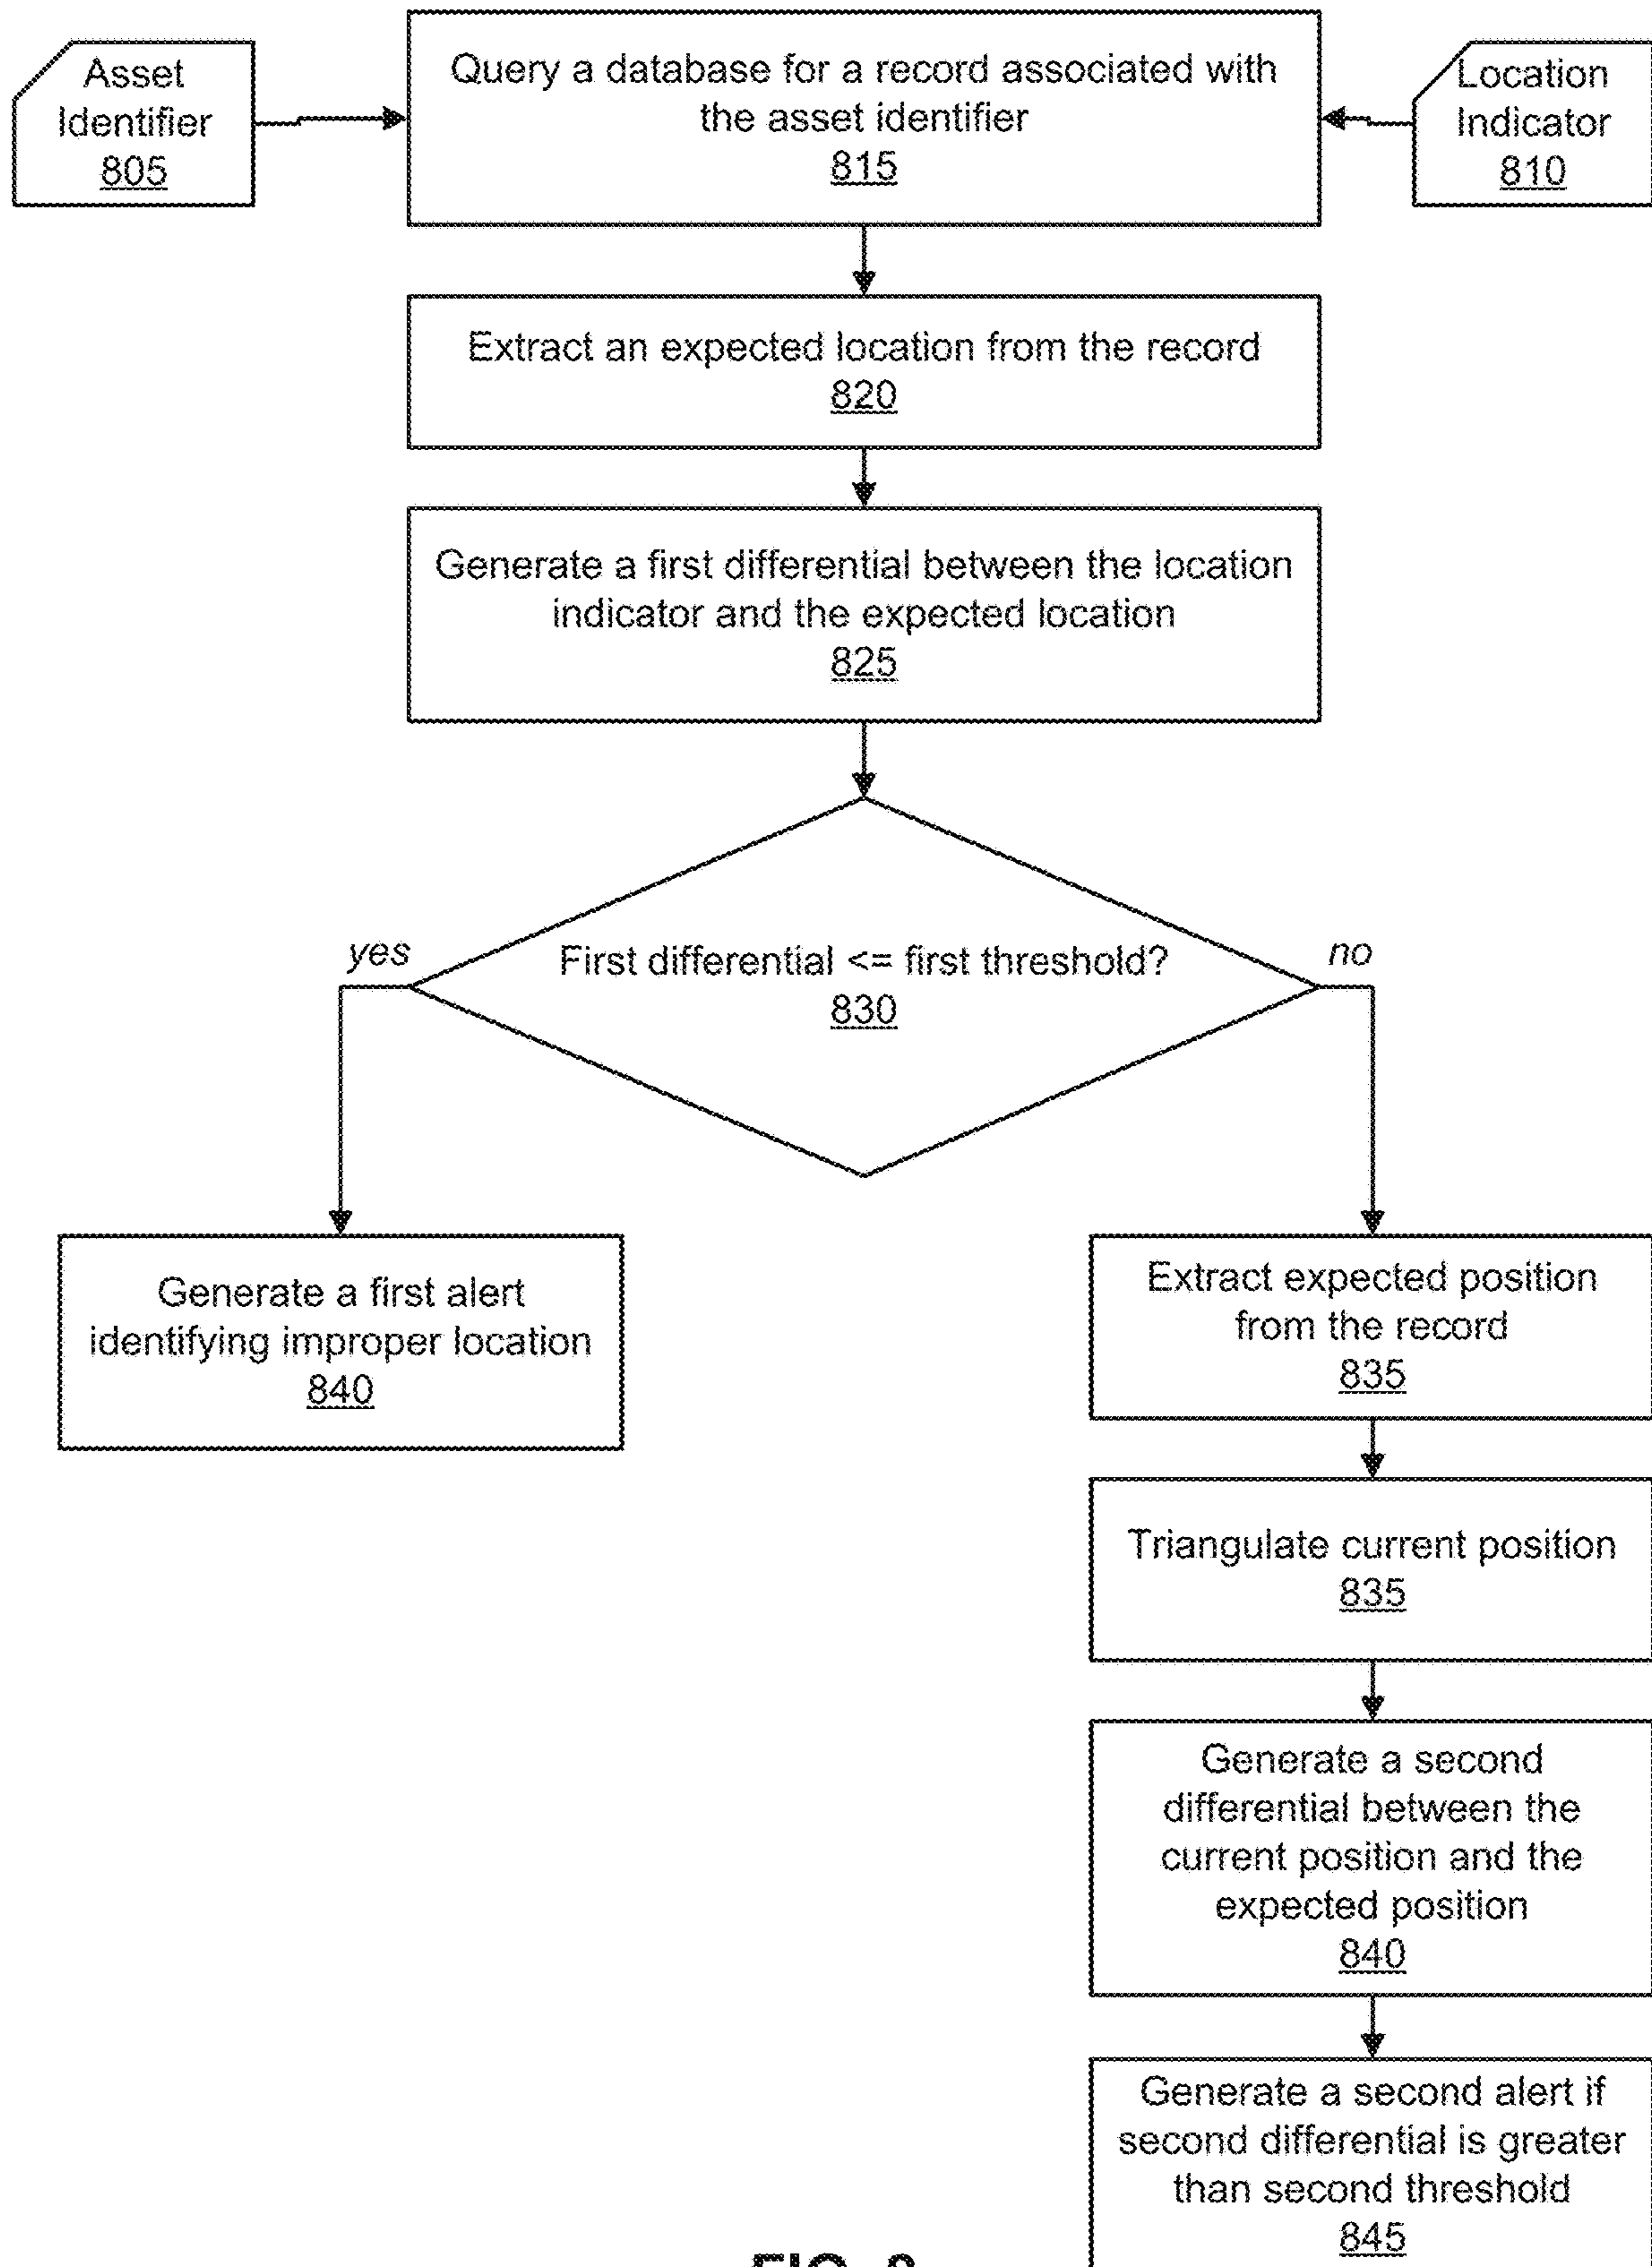 Asset
Identifier
805
Query a database for a record associated with
the asset identifier
815
Location
Indicator
810
Extract an expected location from the record
820
Generate a first differential between the location
indicator and the expected location
825
yes
First differential <= first threshold?
830
no
Generate a first alert
identifying improper location
840
Extract expected position
from the record
835
Triangulate current position
835
Generate a second
differential between the
current position and the
expected position
840
Generate a second alert if
second differential is greater
than second threshold
845